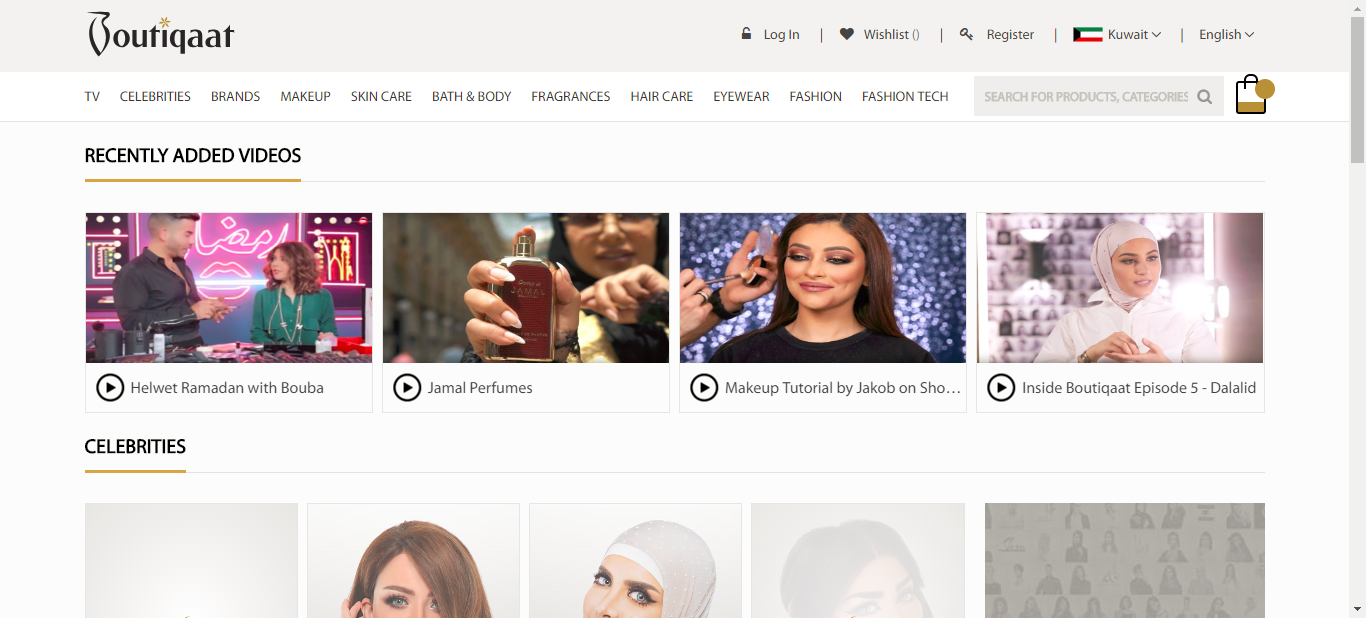 Boutiqaat
Log In | Wishlist () | Register | Kuwait | English
TV CELEBRITIES BRANDS MAKEUP SKIN CARE BATH & BODY FRAGRANCES HAIR CARE EYEWEAR FASHION FASHION TECH SEARCH FOR PRODUCTS, CATEGORIES
RECENTLY ADDED VIDEOS
رمضان
JAMAL
Helwet Ramadan with Bouba
Jamal Perfumes
Makeup Tutorial by Jakob on Sho…
Inside Boutiqaat Episode 5 - Dalalid
CELEBRITIES